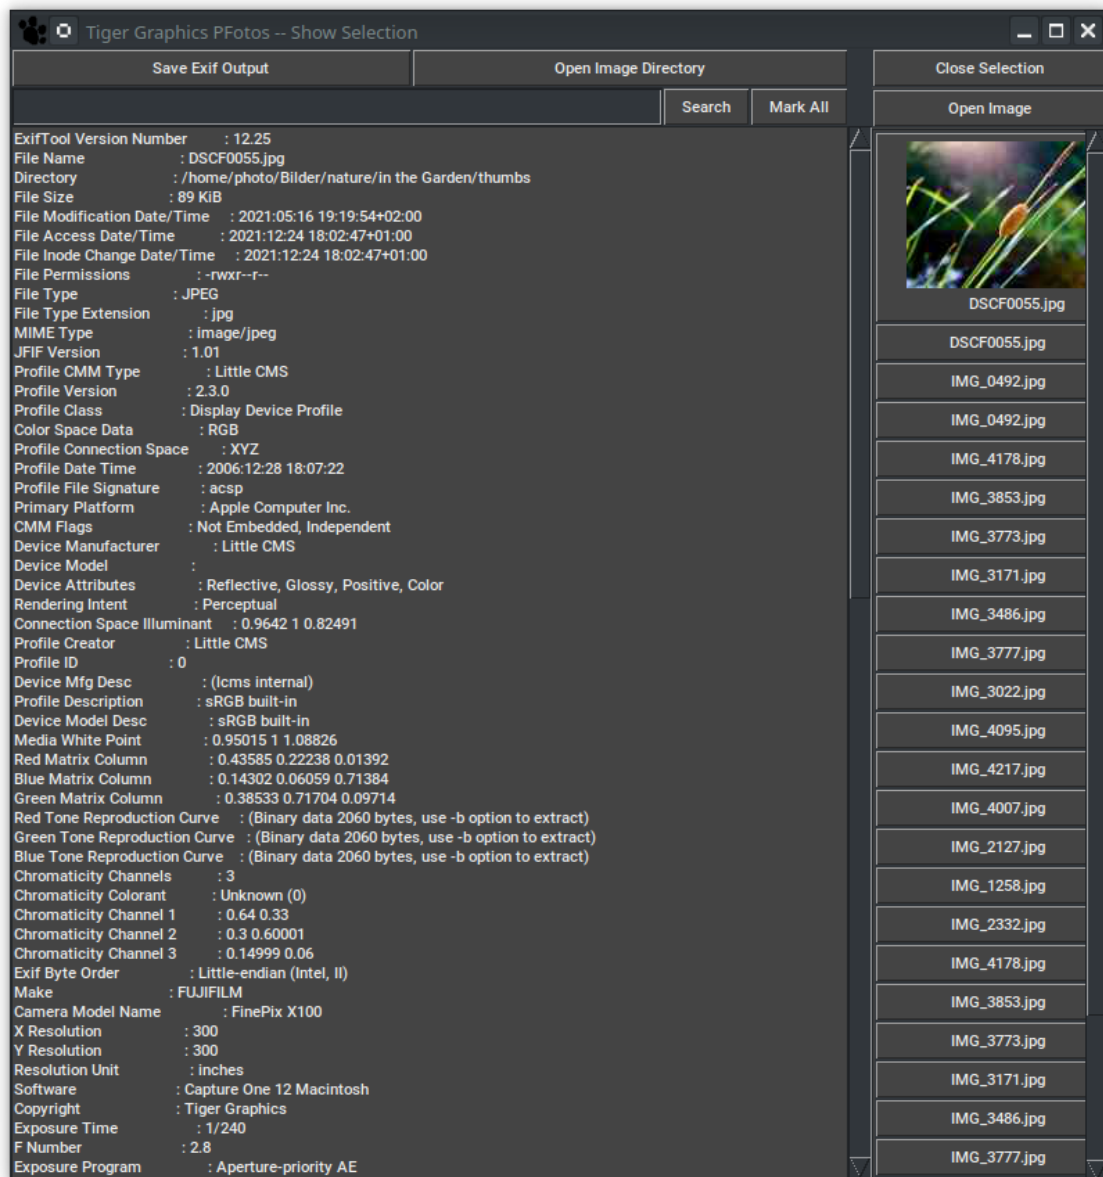 Tiger Graphics PFotos -- Show Selection
Save Exif Output
Open Image Directory
Close Selection
Search
Mark All
Open Image
ExifTool Version Number : 12.25
File Name : DSCF0055.jpg
Directory : /home/photo/Bilder/nature/in the Garden/thumbs
File Size : 89 KiB
File Modification Date/Time : 2021:05:16 19:19:54+02:00
File Access Date/Time : 2021:12:24 18:02:47+01:00
File Inode Change Date/Time : 2021:12:24 18:02:47+01:00
File Permissions : -rwxr--r--
File Type : JPEG
File Type Extension : jpg
MIME Type : image/jpeg
JFIF Version : 1.01
Profile CMM Type : Little CMS
Profile Version : 2.3.0
Profile Class : Display Device Profile
Color Space Data : RGB
Profile Connection Space : XYZ
Profile Date Time : 2006:12:28 18:07:22
Profile File Signature : acsp
Primary Platform : Apple Computer Inc.
CMM Flags : Not Embedded, Independent
Device Manufacturer : Little CMS
Device Model :
Device Attributes : Reflective, Glossy, Positive, Color
Rendering Intent : Perceptual
Connection Space Illuminant : 0.9642 1 0.82491
Profile Creator : Little CMS
Profile ID : 0
Device Mfg Desc : (lcms internal)
Profile Description : sRGB built-in
Device Model Desc : sRGB built-in
Media White Point : 0.95015 1 1.08826
Red Matrix Column : 0.43585 0.22238 0.01392
Blue Matrix Column : 0.14302 0.06059 0.71384
Green Matrix Column : 0.38533 0.71704 0.09714
Red Tone Reproduction Curve : (Binary data 2060 bytes, use -b option to extract)
Green Tone Reproduction Curve : (Binary data 2060 bytes, use -b option to extract)
Blue Tone Reproduction Curve : (Binary data 2060 bytes, use -b option to extract)
Chromaticity Channels : 3
Chromaticity Colorant : Unknown (0)
Chromaticity Channel 1 : 0.64 0.33
Chromaticity Channel 2 : 0.3 0.60001
Chromaticity Channel 3 : 0.14999 0.06
Exif Byte Order : Little-endian (Intel, II)
Make : FUJIFILM
Camera Model Name : FinePix X100
X Resolution : 300
Y Resolution : 300
Resolution Unit : inches
Software : Capture One 12 Macintosh
Copyright : Tiger Graphics
Exposure Time : 1/240
F Number : 2.8
Exposure Program : Aperture-priority AE
DSCF0055.jpg
DSCF0055.jpg
IMG_0492.jpg
IMG_0492.jpg
IMG_4178.jpg
IMG_3853.jpg
IMG_3773.jpg
IMG_3171.jpg
IMG_3486.jpg
IMG_3777.jpg
IMG_3022.jpg
IMG_4095.jpg
IMG_4217.jpg
IMG_4007.jpg
IMG_2127.jpg
IMG_1258.jpg
IMG_2332.jpg
IMG_4178.jpg
IMG_3853.jpg
IMG_3773.jpg
IMG_3171.jpg
IMG_3486.jpg
IMG_3777.jpg